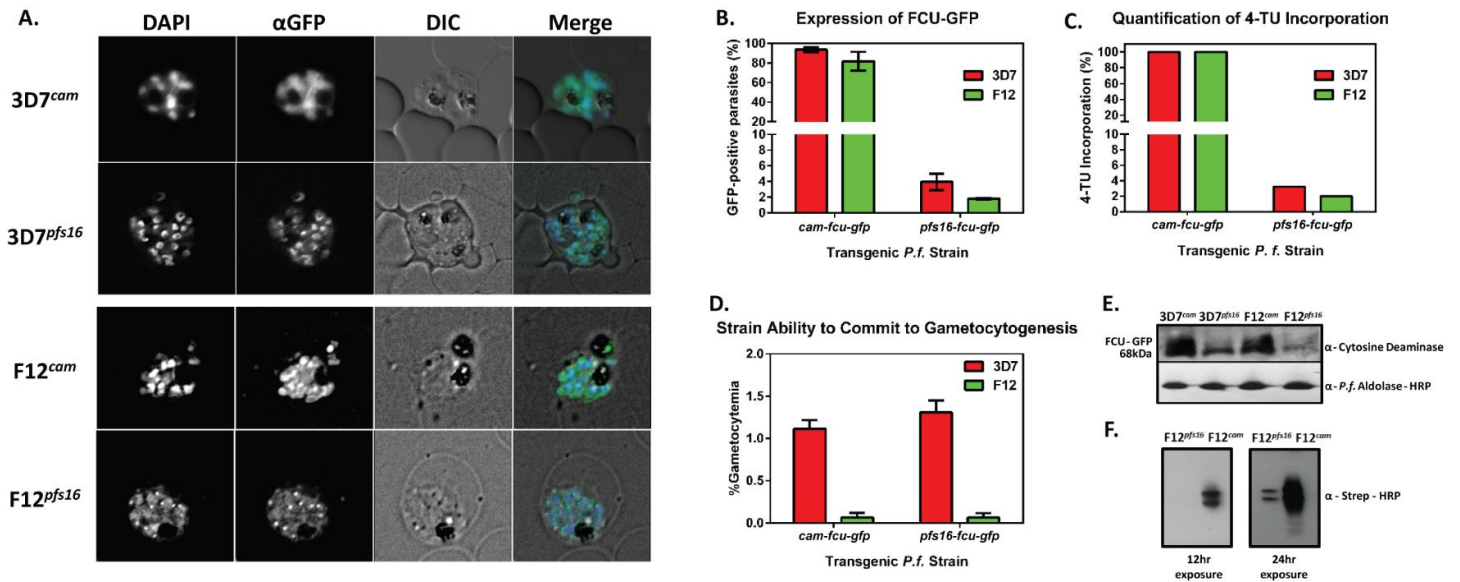 A.
DAPI αGFP DIC Merge
3D7cam
3D7pfs16
F12cam
F12pfs16
B.
Expression of FCU-GFP
GFP-positive parasites (%)
100
80
60
40
20
10
8
6
4
2
0
3D7
F12
cam-fcu-gfp pfs16-fcu-gfp
Transgenic P.f. Strain
C.
Quantification of 4-TU Incorporation
4-TU Incorporation (%)
100
80
60
40
20
10
8
6
4
2
0
3D7
F12
cam-fcu-gfp pfs16-fcu-gfp
Transgenic P.f. Strain
D.
Strain Ability to Commit to Gametocytogenesis
%Gametocytemia
2.0
1.5
1.0
0.5
0.0
3D7
F12
cam-fcu-gfp pfs16-fcu-gfp
Transgenic P.f. Strain
E.
3D7cam 3D7pfs16 F12cam F12pfs16
FCU-GFP
68kDa
α-Cytosine Deaminase
α-P.f. Aldolase-HRP
F.
F12pfs16 F12cam F12pfs16 F12cam
α - Strep - HRP
12hr
exposure
24hr
exposure